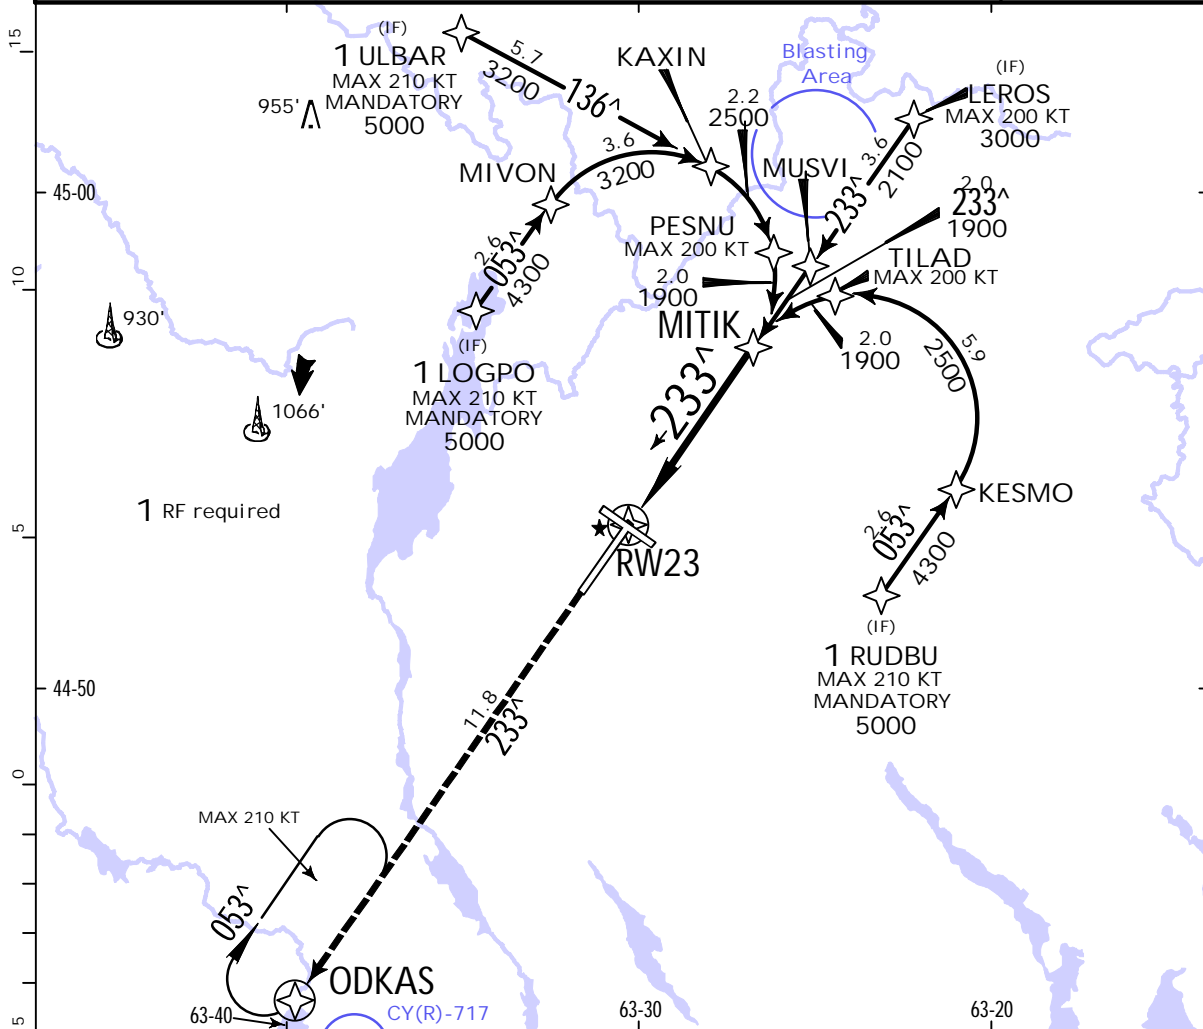 15
(IF)
1 ULBAR
MAX 210 KT
MANDATORY
5000
5.7
3200
136^
KAXIN
Blasting
Area
(IF)
LEROS
MAX 200 KT
3000
955'
2.2
2500
3.6
3200
MIVON
MUSVI
3.6
2100
233^
45-00
2.0
233^
1900
PESNU
MAX 200 KT
TILAD
MAX 200 KT
2.6
053^
4300
2.0
1900
10
930'
MITIK
2.0
1900
5.9
2500
(IF)
1 LOGPO
MAX 210 KT
MANDATORY
5000
233^
1066'
KESMO
1 RF required
5
2.6
053^
4300
RW23
(IF)
1 RUDBU
MAX 210 KT
MANDATORY
5000
44-50
11.8
233^
0
MAX 210 KT
053^
ODKAS
CY(R)-717
5
63-40
63-30
63-20